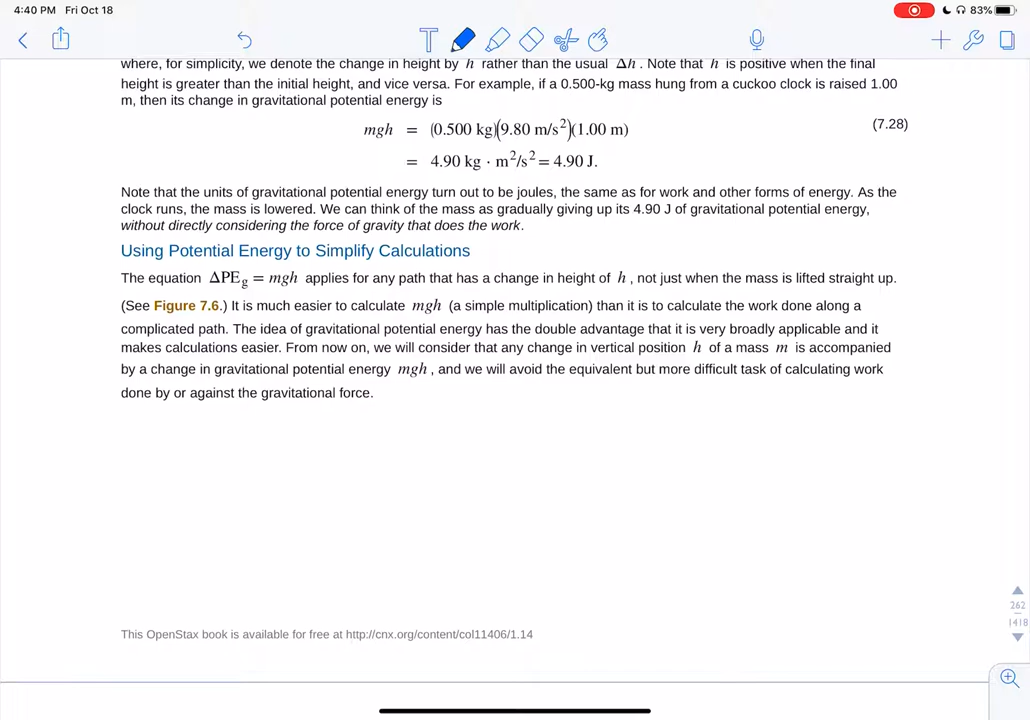 4:40 PM Fri Oct 18
83%
where, for simplicity, we denote the change in height by h rather than the usual Δh . Note that h is positive when the final
height is greater than the initial height, and vice versa. For example, if a 0.500-kg mass hung from a cuckoo clock is raised 1.00
m, then its change in gravitational potential energy is
mgh = (0.500 kg)(9.80 m/s²)(1.00 m) (7.28)
= 4.90 kg · m²/s² = 4.90 J.
Note that the units of gravitational potential energy turn out to be joules, the same as for work and other forms of energy. As the
clock runs, the mass is lowered. We can think of the mass as gradually giving up its 4.90 J of gravitational potential energy,
without directly considering the force of gravity that does the work.
Using Potential Energy to Simplify Calculations
The equation ΔPEg = mgh applies for any path that has a change in height of h , not just when the mass is lifted straight up.
(See Figure 7.6.) It is much easier to calculate mgh (a simple multiplication) than it is to calculate the work done along a
complicated path. The idea of gravitational potential energy has the double advantage that it is very broadly applicable and it
makes calculations easier. From now on, we will consider that any change in vertical position h of a mass m is accompanied
by a change in gravitational potential energy mgh , and we will avoid the equivalent but more difficult task of calculating work
done by or against the gravitational force.
262
1418
This OpenStax book is available for free at http://cnx.org/content/col11406/1.14